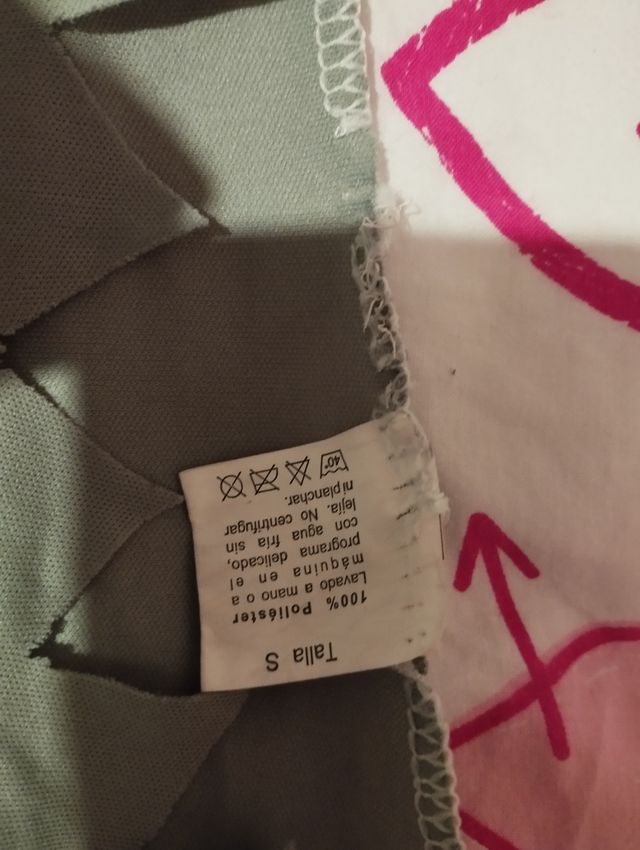 Talla S
100% Poliéster
Lavado a mano o a
máquina en el
programa delicado,
con agua fría sin
lejia. No centrifugar
ni planchar.
40°